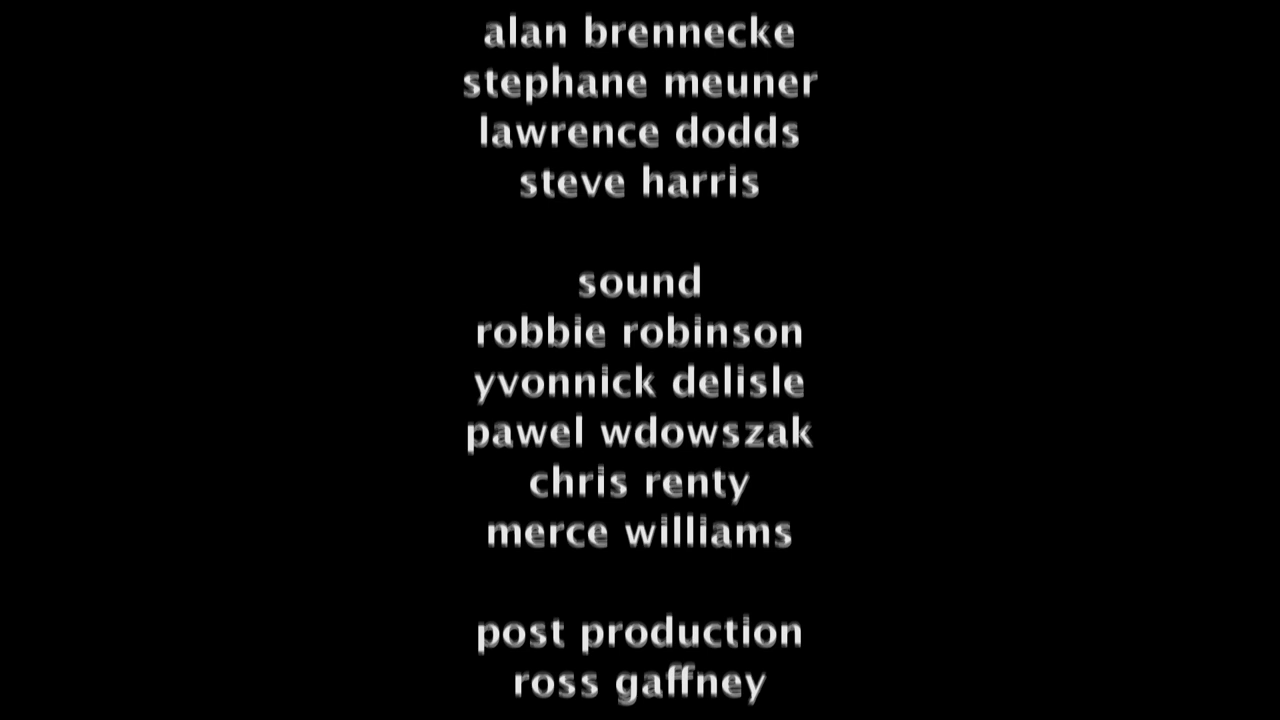 alan brennecke
stephane meuner
lawrence dodds
steve harris
sound
robbie robinson
yvonnick delisle
pawel wdowszak
chris renty
merce williams
post production
ross gaffney